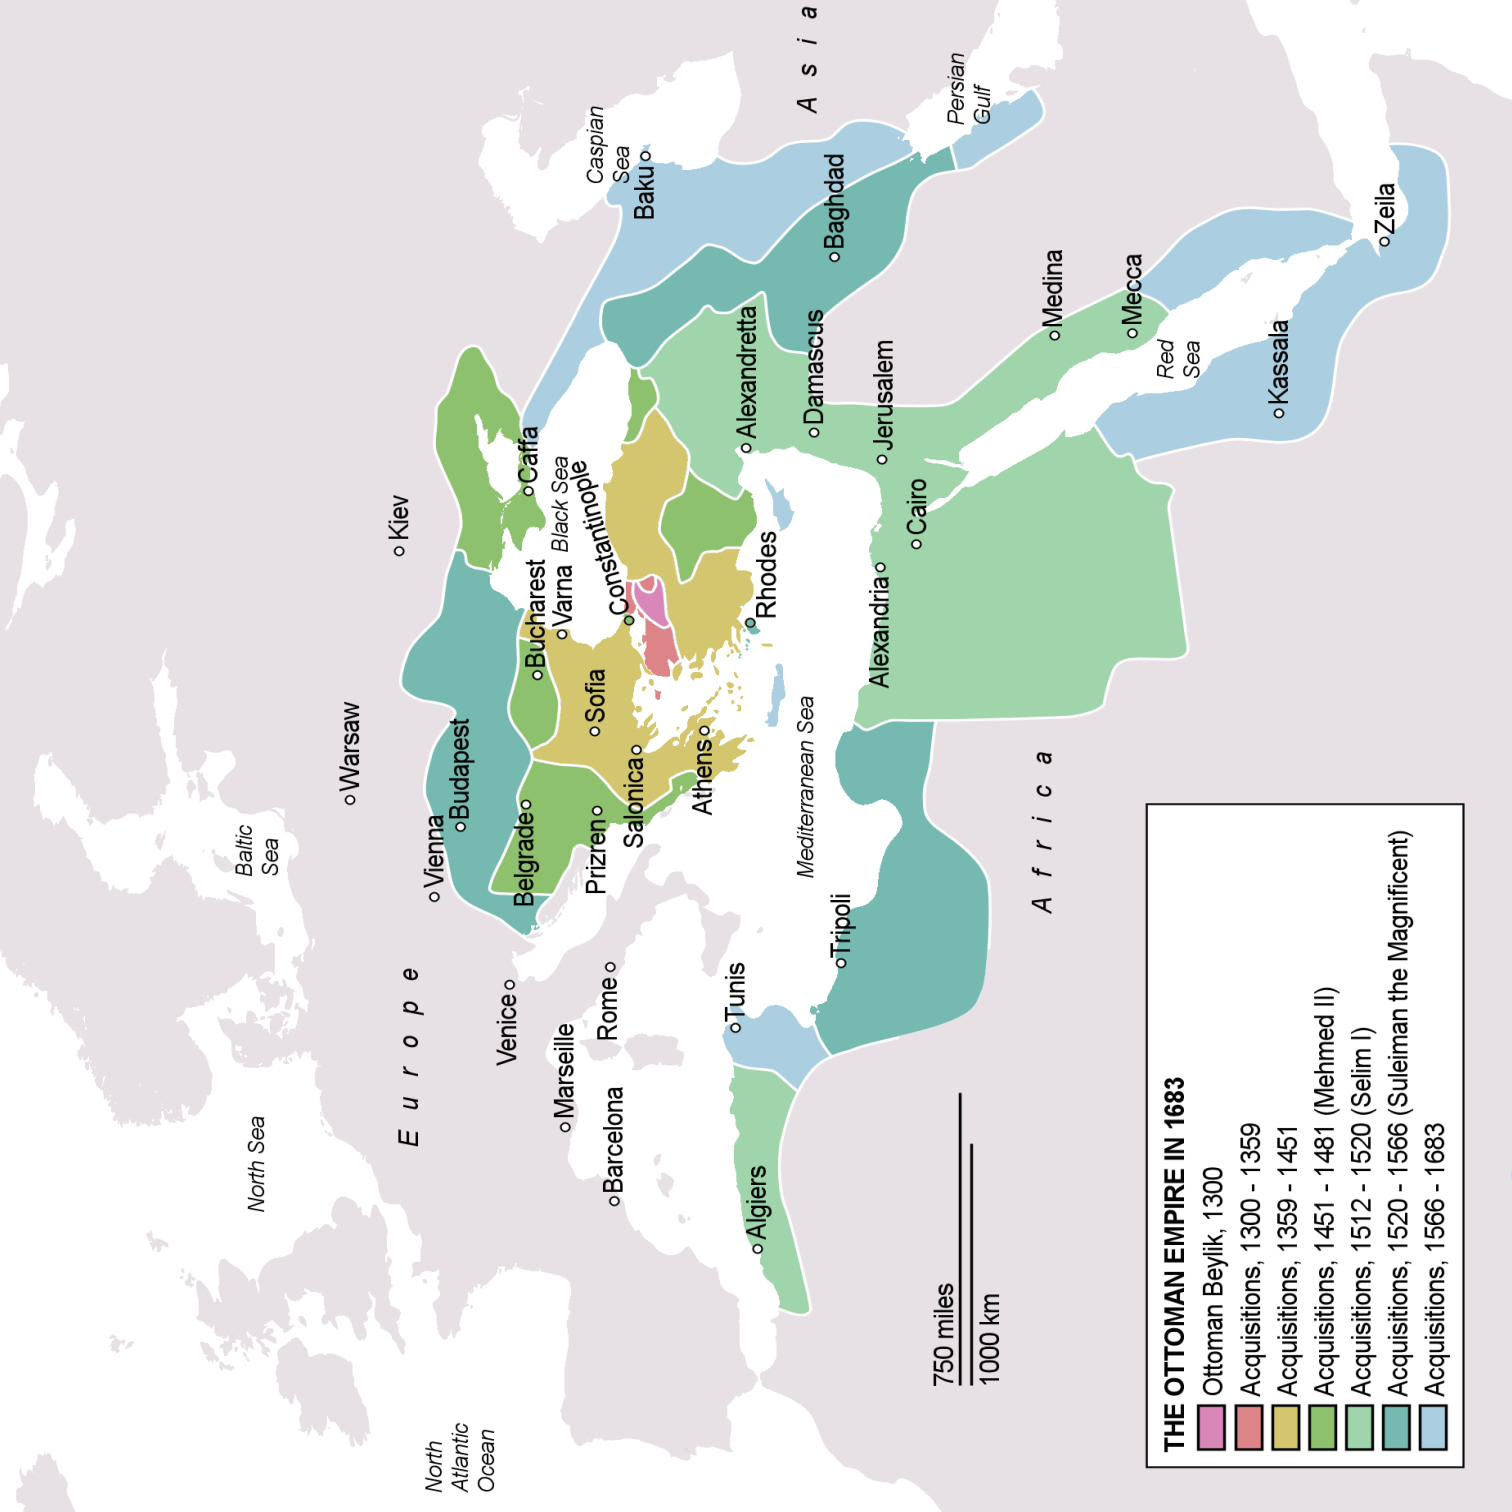 North
Atlantic
Ocean
North Sea
Baltic
Sea
Europe
Warsaw
Kiev
Vienna
Budapest
Venice
Belgrade
Bucharest
Caffa
Varna
Black Sea
Constantinople
Marseille
Barcelona
Rome
Prizren
Sofia
Salonica
Athens
Caspian
Sea
Baku
Asia
Tunis
Algiers
Tripoli
Mediterranean Sea
Rhodes
Alexandretta
Damascus
Baghdad
Jerusalem
Alexandria
Cairo
Persian
Gulf
Africa
Medina
Mecca
Red
Sea
Kassala
Zeila
750 miles
1000 km
THE OTTOMAN EMPIRE IN 1683
Ottoman Beylik, 1300
Acquisitions, 1300 - 1359
Acquisitions, 1359 - 1451
Acquisitions, 1451 - 1481 (Mehmed II)
Acquisitions, 1512 - 1520 (Selim I)
Acquisitions, 1520 - 1566 (Suleiman the Magnificent)
Acquisitions, 1566 - 1683